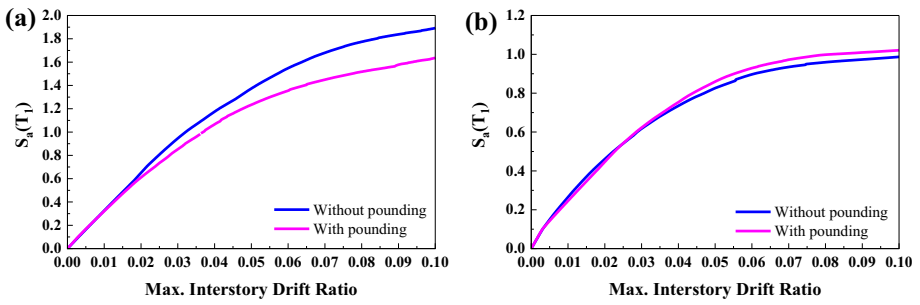 (a)
S_a(T_1)
2.0
1.8
1.6
1.4
1.2
1.0
0.8
0.6
0.4
0.2
0.0
Without pounding
With pounding
0.00 0.01 0.02 0.03 0.04 0.05 0.06 0.07 0.08 0.09 0.10
Max. Interstory Drift Ratio
(b)
S_a(T_1)
1.2
1.0
0.8
0.6
0.4
0.2
0.0
Without pounding
With pounding
0.00 0.01 0.02 0.03 0.04 0.05 0.06 0.07 0.08 0.09 0.10
Max. Interstory Drift Ratio